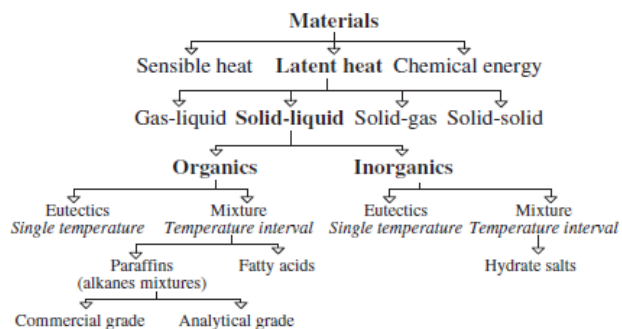 Materials
Sensible heat Latent heat Chemical energy
Gas-liquid Solid-liquid Solid-gas Solid-solid
Organics Inorganics
Eutectics Mixture Eutectics Mixture
Single temperature Temperature interval Single temperature Temperature interval
Paraffins Fatty acids Hydrate salts
(alkanes mixtures)
Commercial grade Analytical grade